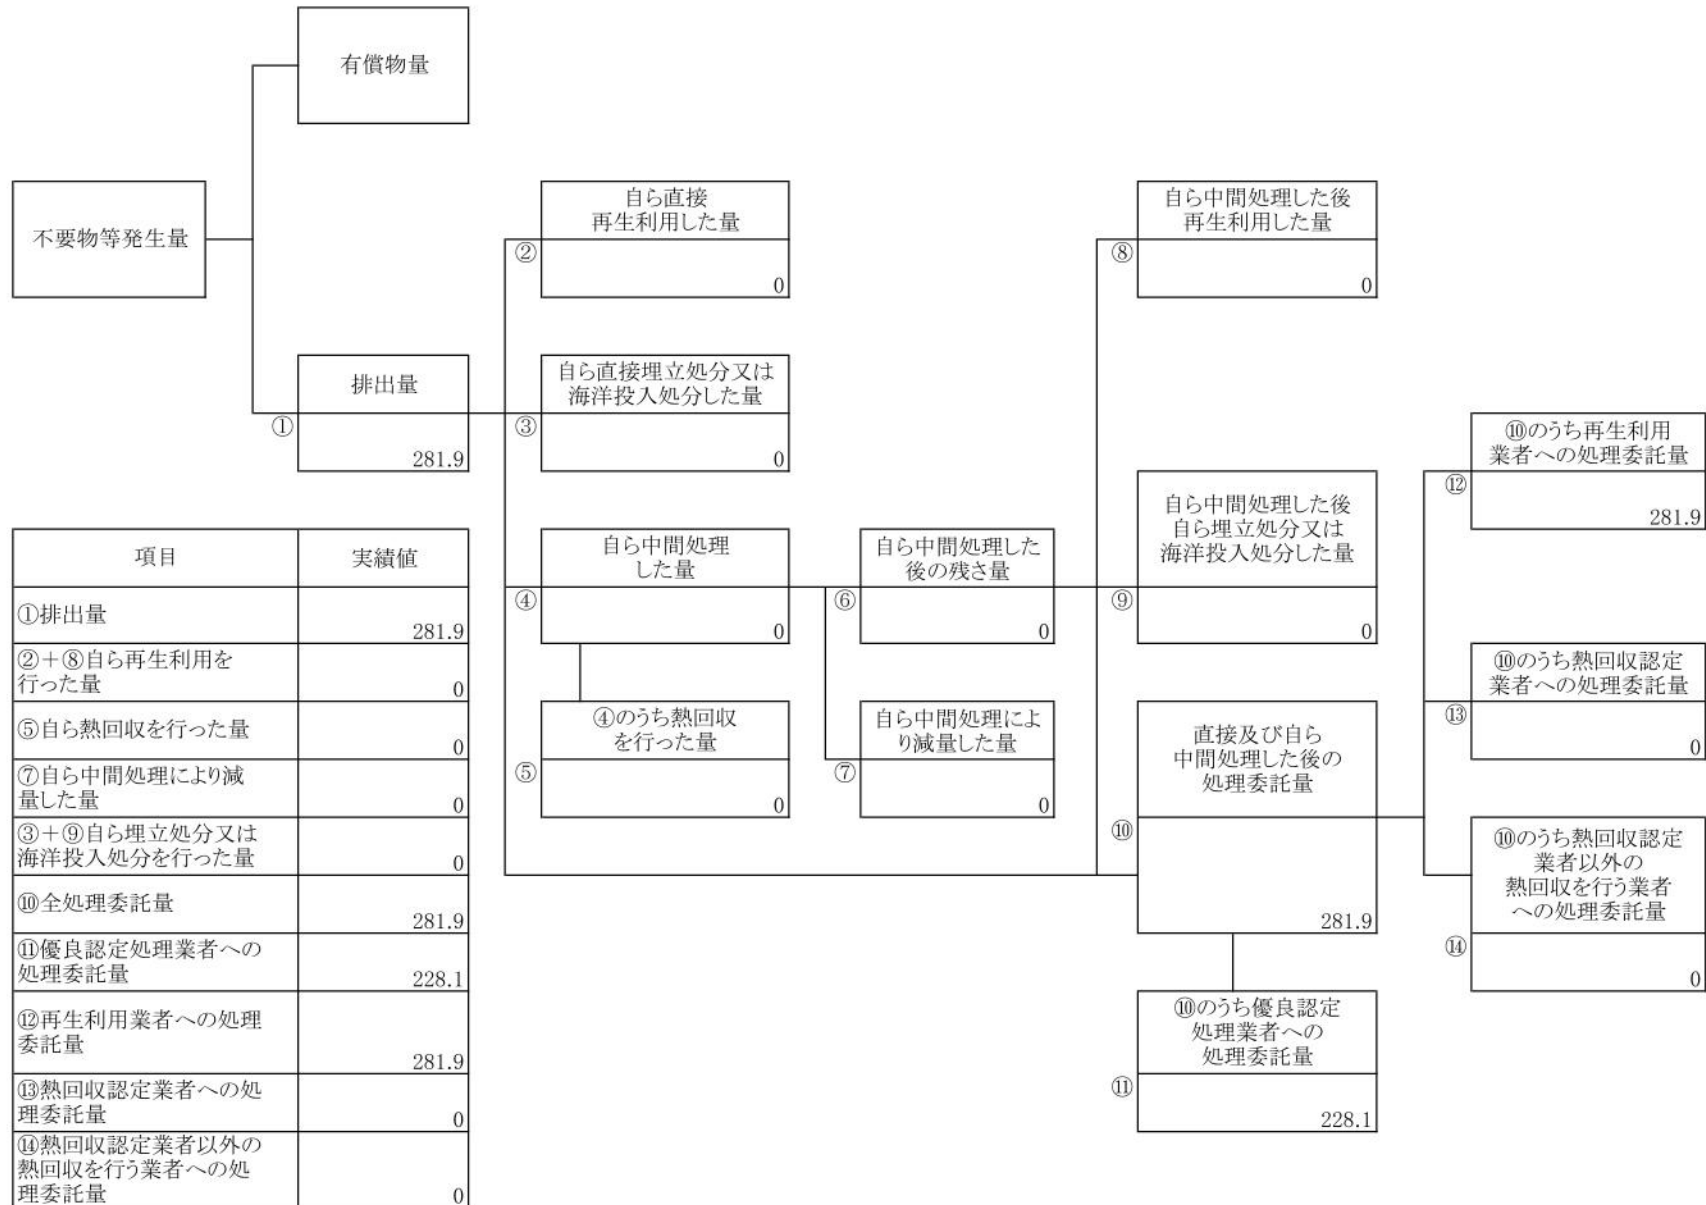 有償物量
不要物等発生量
排出量
①
281.9
自ら直接
再生利用した量
②
0
自ら直接埋立処分又は
海洋投入処分した量
③
0
自ら中間処理
した量
④
0
④のうち熱回収
を行った量
⑤
0
自ら中間処理した
後の残さ量
⑥
0
自ら中間処理によ
り減量した量
⑦
0
自ら中間処理した後
再生利用した量
⑧
0
自ら中間処理した後
自ら埋立処分又は
海洋投入処分した量
⑨
0
直接及び自ら
中間処理した後の
処理委託量
⑩
281.9
⑩のうち優良認定
処理業者への
処理委託量
⑪
228.1
⑩のうち再生利用
業者への処理委託量
⑫
281.9
⑩のうち熱回収認定
業者への処理委託量
⑬
0
⑩のうち熱回収認定
業者以外の
熱回収を行う業者
への処理委託量
⑭
0
項目 実績値
①排出量
281.9
②+⑧自ら再生利用を
行った量
0
⑤自ら熱回収を行った量
0
⑦自ら中間処理により減
量した量
0
③+⑨自ら埋立処分又は
海洋投入処分を行った量
0
⑩全処理委託量
281.9
⑪優良認定処理業者への
処理委託量
228.1
⑫再生利用業者への処理
委託量
281.9
⑬熱回収認定業者への処
理委託量
0
⑭熱回収認定業者以外の
熱回収を行う業者への処
理委託量
0